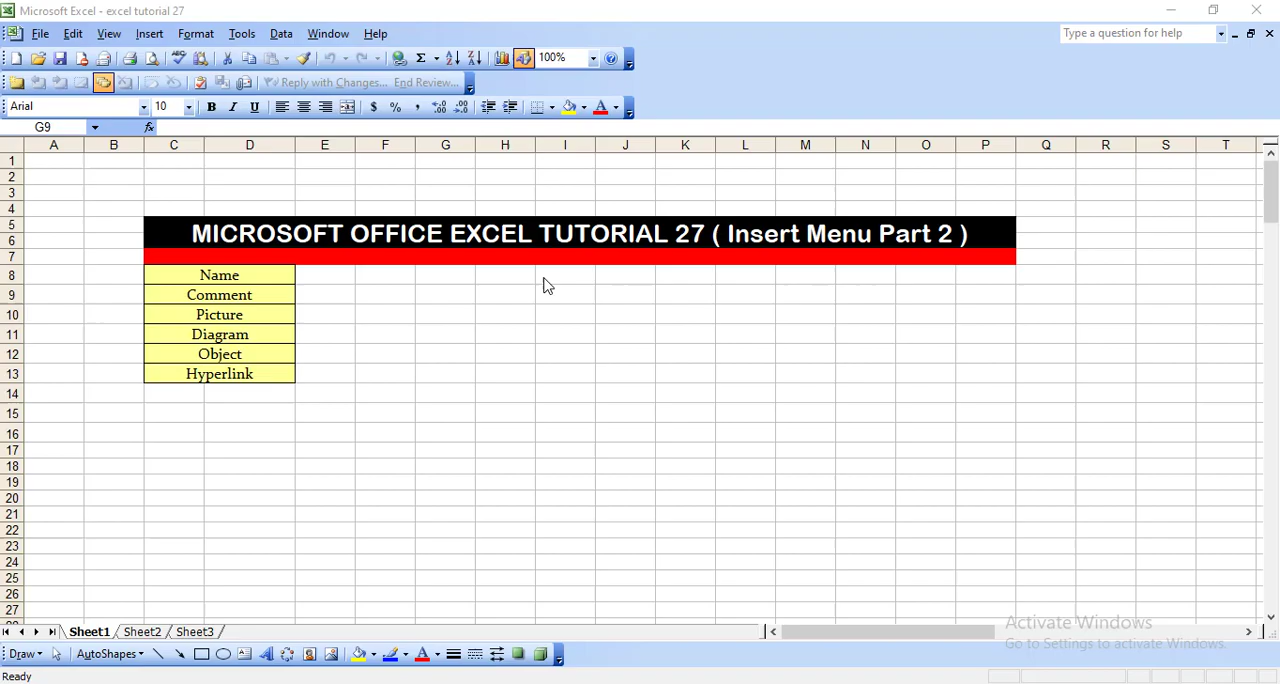 Microsoft Excel - excel tutorial 27
File Edit View Insert Format Tools Data Window Help Type a question for help
100%
Reply with Changes... End Review...
Arial 10 B I U $ % ,
G9 fx
A B C D E F G H I J K L M N O P Q R S T
1
2
3
4
5
6
7
MICROSOFT OFFICE EXCEL TUTORIAL 27 ( Insert Menu Part 2 )
8 Name
9 Comment
10 Picture
11 Diagram
12 Object
13 Hyperlink
14
15
16
17
18
19
20
21
22
23
24
25
26
27
Activate Windows
Go to Settings to activate Windows.
Sheet1 Sheet2 Sheet3
Draw AutoShapes
Ready